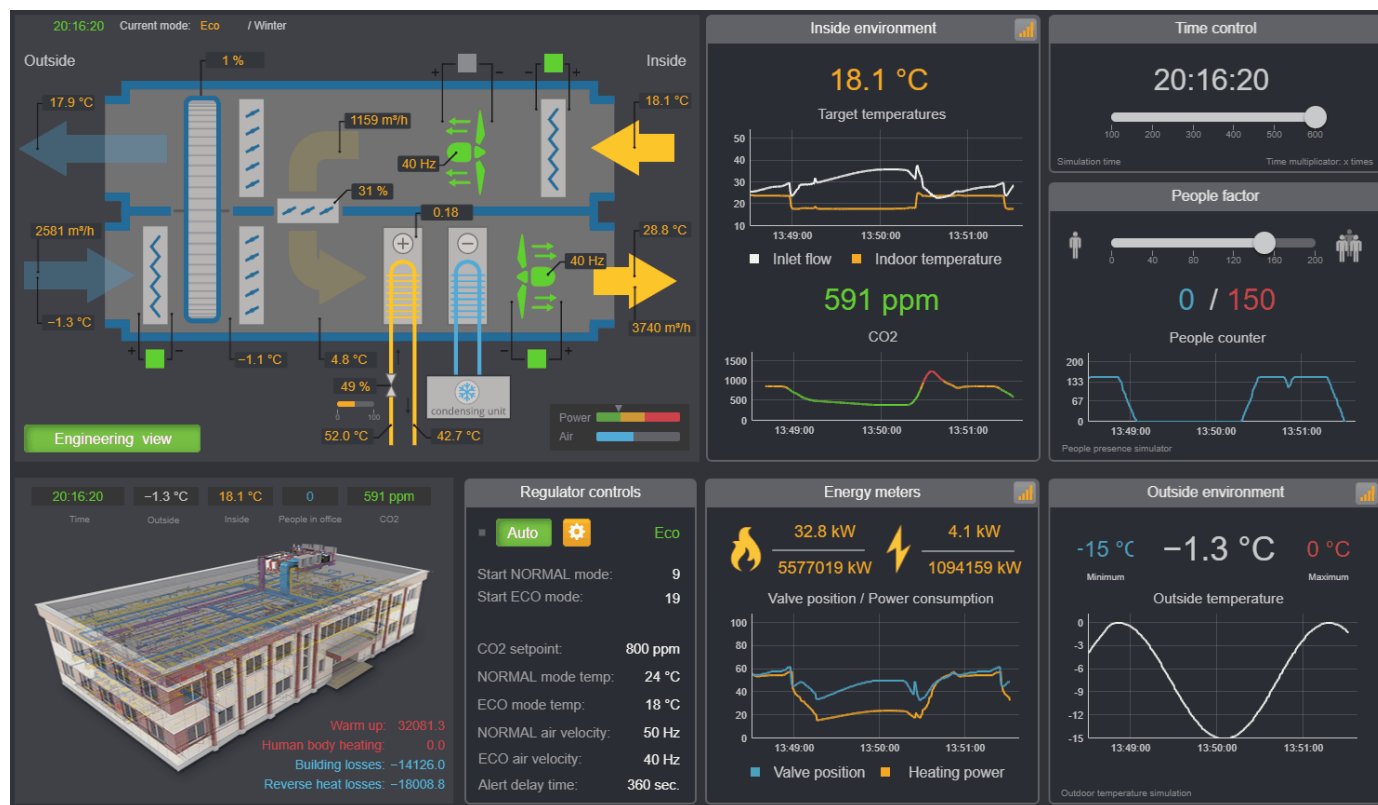 20:16:20 Current mode: Eco / Winter
Outside
1 %
Inside
17.9 °C
18.1 °C
1159 m³/h
40 Hz
31 %
0.18
2581 m³/h
28.8 °C
40 Hz
−1.3 °C
3740 m³/h
−1.1 °C
4.8 °C
49 %
0 100
condensing unit
52.0 °C
42.7 °C
Power
Air
Engineering view
Inside environment
18.1 °C
Target temperatures
50
40
30
20
10
13:49:00 13:50:00 13:51:00
Inlet flow Indoor temperature
591 ppm
CO2
1500
1000
500
0
13:49:00 13:50:00 13:51:00
Time control
20:16:20
100 200 300 400 500 600
Simulation time Time multiplicator: x times
People factor
0 40 80 120 160 200
0 / 150
People counter
200
133
67
0
13:49:00 13:50:00 13:51:00
People presence simulator
20:16:20 −1.3 °C 18.1 °C 0 591 ppm
Time Outside Inside People in office CO2
Warm up: 32081.3
Human body heating: 0.0
Building losses: −14126.0
Reverse heat losses: −18008.8
Regulator controls
Auto Eco
Start NORMAL mode: 9
Start ECO mode: 19
CO2 setpoint: 800 ppm
NORMAL mode temp: 24 °C
ECO mode temp: 18 °C
NORMAL air velocity: 50 Hz
ECO air velocity: 40 Hz
Alert delay time: 360 sec.
Energy meters
32.8 kW 4.1 kW
5577019 kW 1094159 kW
Valve position / Power consumption
100
80
60
40
20
0
13:49:00 13:50:00 13:51:00
Valve position Heating power
Outside environment
-15 °C −1.3 °C 0 °C
Minimum Maximum
Outside temperature
0
-3
-6
-9
-12
-15
13:49:00 13:50:00 13:51:00
Outdoor temperature simulation